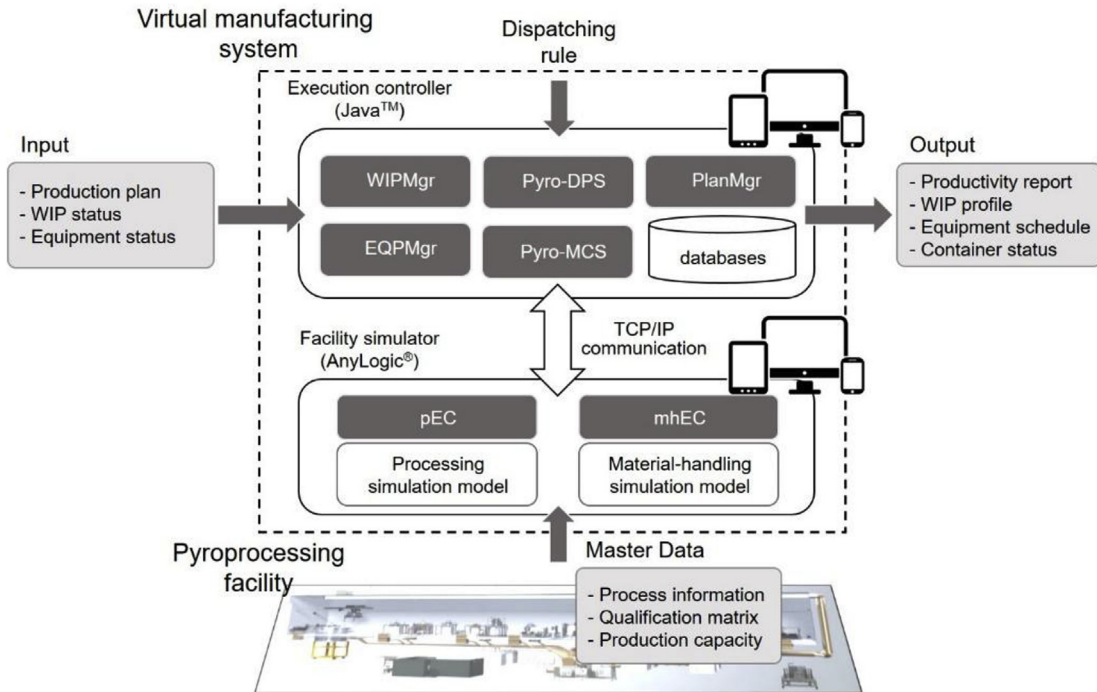 Virtual manufacturing
system
Dispatching
rule
Execution controller
(Java™)
Input
- Production plan
- WIP status
- Equipment status
WIPMgr
Pyro-DPS
PlanMgr
EQPMgr
Pyro-MCS
databases
Output
- Productivity report
- WIP profile
- Equipment schedule
- Container status
TCP/IP
communication
Facility simulator
(AnyLogic®)
pEC
mhEC
Processing
simulation model
Material-handling
simulation model
Pyroprocessing
facility
Master Data
- Process information
- Qualification matrix
- Production capacity